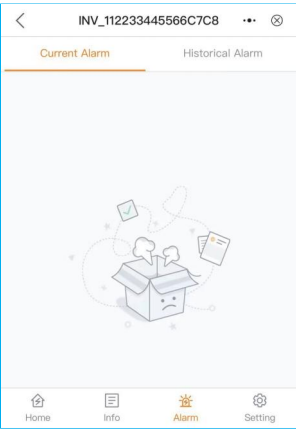 INV_112233445566C7C8
Current Alarm
Historical Alarm
Home
Info
Alarm
Setting